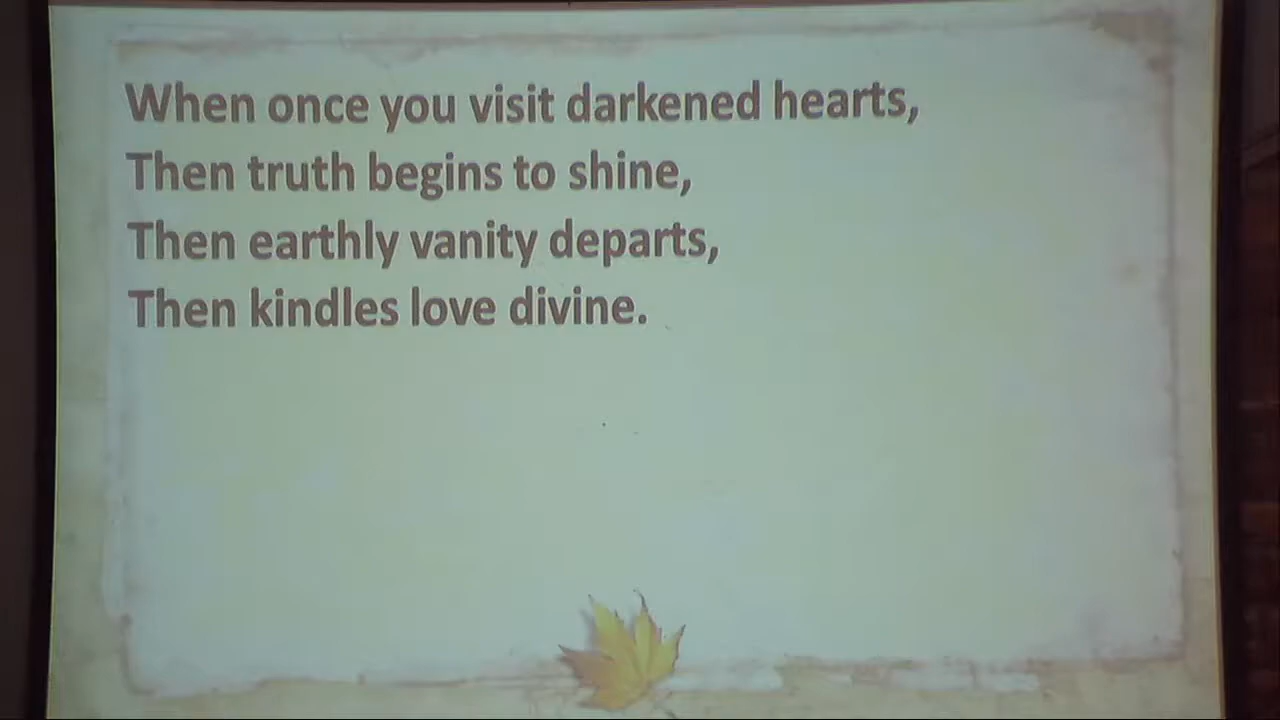 When once you visit darkened hearts,
Then truth begins to shine,
Then earthly vanity departs,
Then kindles love divine.